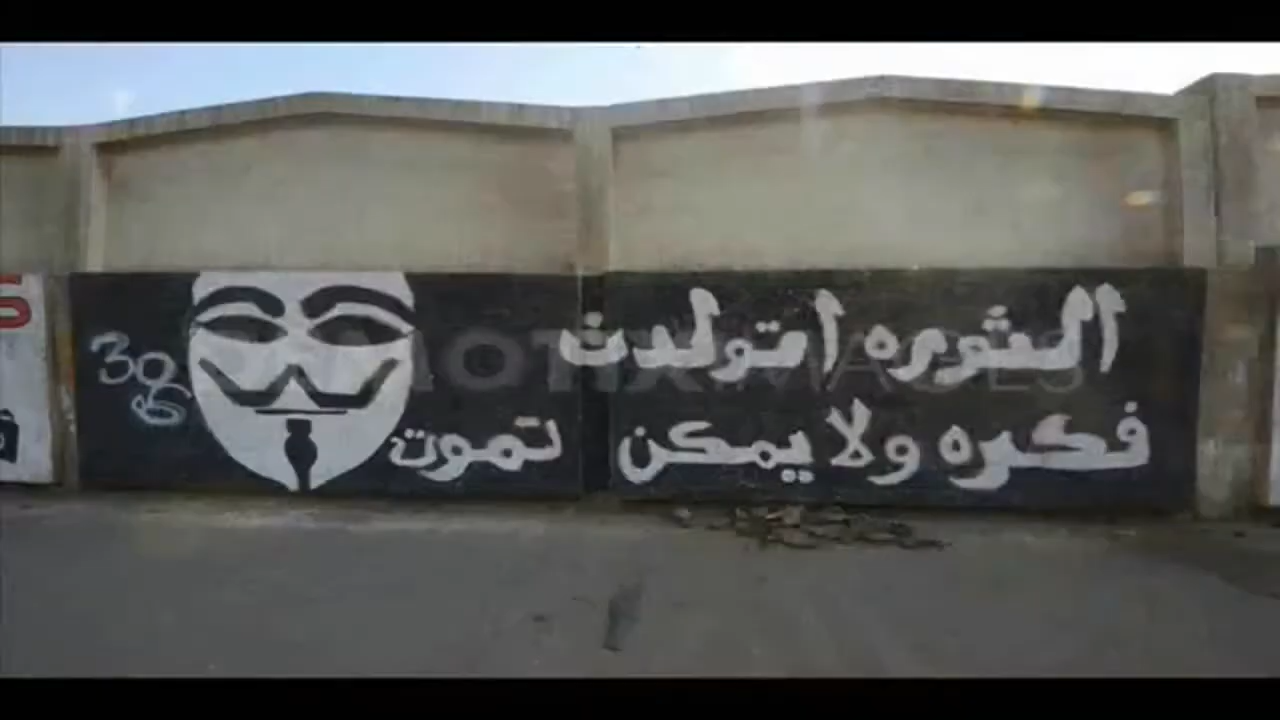 الثوره اتولدت
فكره ولا يمكن تموت